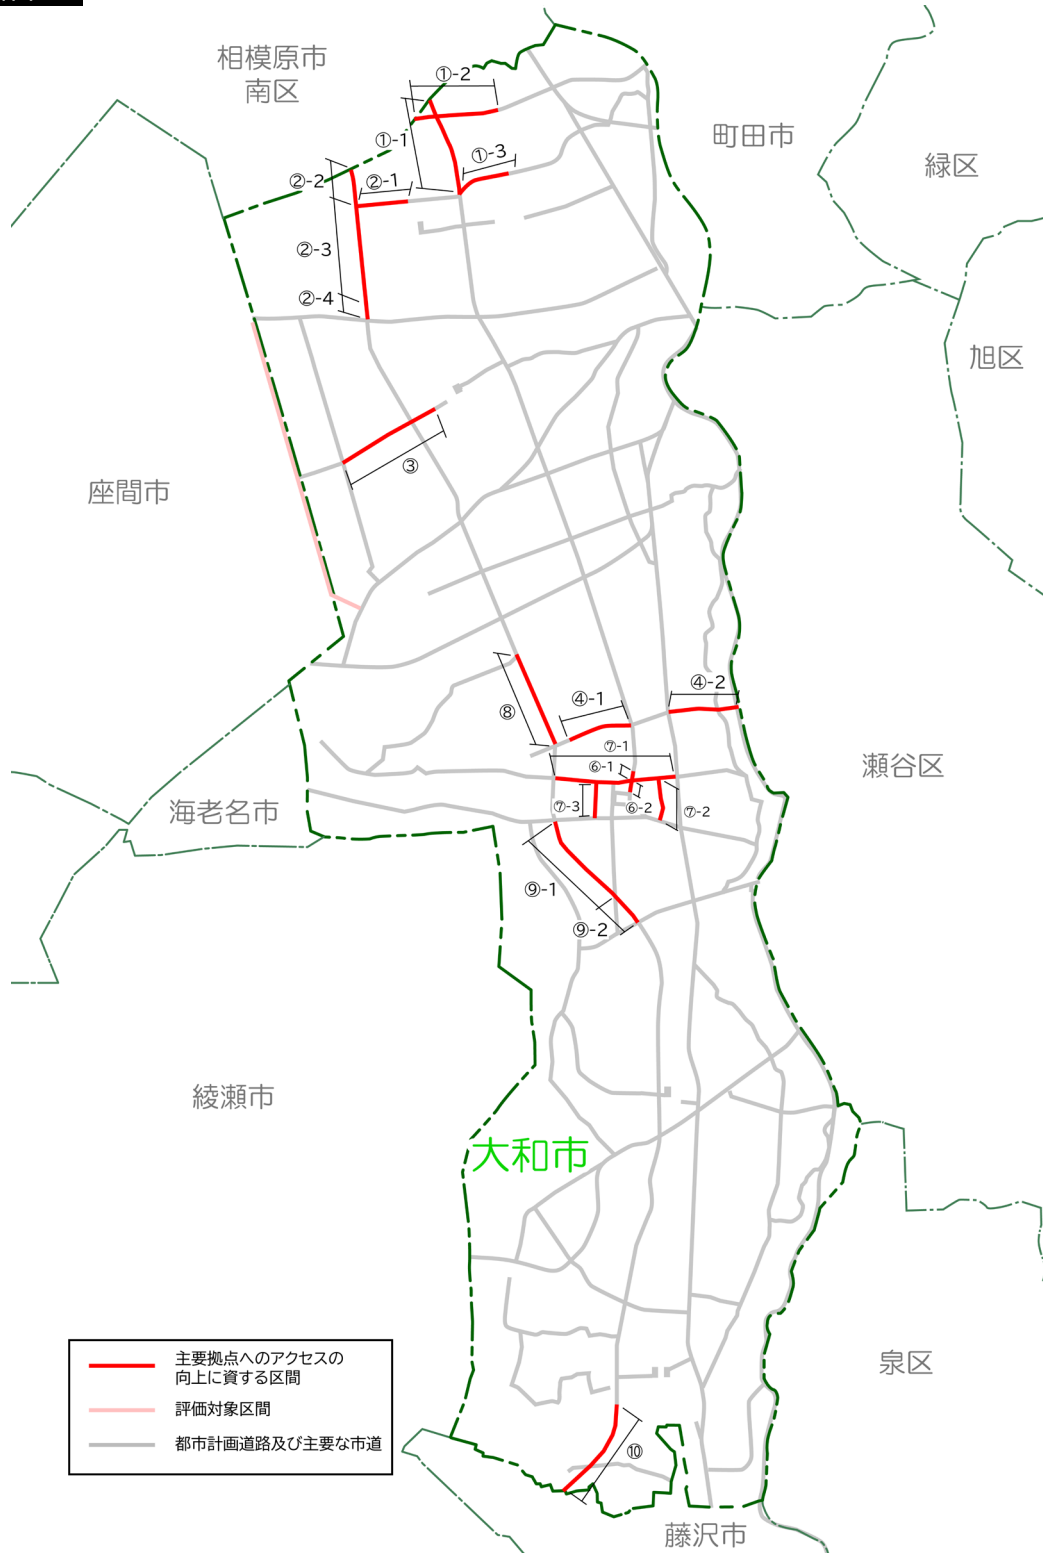 相模原市
南区
①-2
町田市
①-1
①-3
緑区
②-2
②-1
②-3
②-4
旭区
③
座間市
④-2
④-1
⑧
⑦-1
瀬谷区
⑥-1
⑦-3
⑥-2
⑦-2
海老名市
⑨-1
⑨-2
綾瀬市
大和市
主要拠点へのアクセスの
向上に資する区間
評価対象区間
都市計画道路及び主要な市道
泉区
⑩
藤沢市